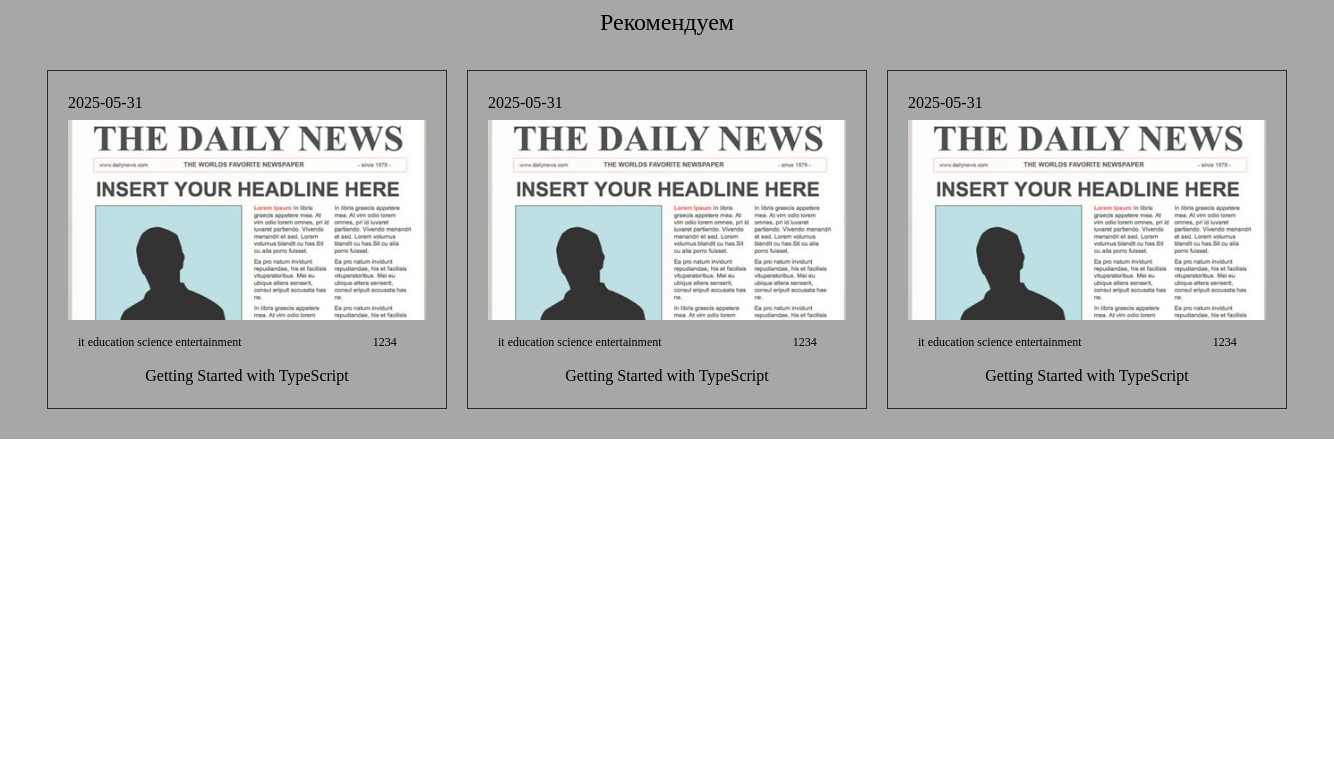 Рекомендуем
2025-05-31
THE DAILY NEWS
www.dailynews.com THE WORLDS FAVORITE NEWSPAPER - since 1879 -
INSERT YOUR HEADLINE HERE
Lorem Ipsum In libris
graecis appetere mea. At
vim odio lorem omnes, pri id
iuvaret partiendo. Vivendo
menandri et sed. Lorem
volumus blandit cu has.Sit
cu alia porro fuisset.
Ea pro natum invidunt
repudiandae, his et facilisis
vituperatoribus. Mei eu
ubique altera senserit,
consul eripuit accusata has
ne.
In libris graecis appetere
mea. At vim odio lorem
In libris graecis appetere
mea. At vim odio lorem
omnes, pri id iuvaret
partiendo. Vivendo menandri
et sed. Lorem volumus
blandit cu has.Sit cu alia
porro fuisset.
Ea pro natum invidunt
repudiandae, his et facilisis
vituperatoribus. Mei eu
ubique altera senserit,
consul eripuit accusata has
ne.
In libris graecis appetere
repudiandae, his et facilisis
it education science entertainment 1234
Getting Started with TypeScript
2025-05-31
THE DAILY NEWS
www.dailynews.com THE WORLDS FAVORITE NEWSPAPER - since 1879 -
INSERT YOUR HEADLINE HERE
Lorem Ipsum In libris
graecis appetere mea. At
vim odio lorem omnes, pri id
iuvaret partiendo. Vivendo
menandri et sed. Lorem
volumus blandit cu has.Sit
cu alia porro fuisset.
Ea pro natum invidunt
repudiandae, his et facilisis
vituperatoribus. Mei eu
ubique altera senserit,
consul eripuit accusata has
ne.
In libris graecis appetere
mea. At vim odio lorem
In libris graecis appetere
mea. At vim odio lorem
omnes, pri id iuvaret
partiendo. Vivendo menandri
et sed. Lorem volumus
blandit cu has.Sit cu alia
porro fuisset.
Ea pro natum invidunt
repudiandae, his et facilisis
vituperatoribus. Mei eu
ubique altera senserit,
consul eripuit accusata has
ne.
it education science entertainment 1234
Getting Started with TypeScript
2025-05-31
THE DAILY NEWS
www.dailynews.com THE WORLDS FAVORITE NEWSPAPER - since 1879 -
INSERT YOUR HEADLINE HERE
Lorem Ipsum In libris
graecis appetere mea. At
vim odio lorem omnes, pri id
iuvaret partiendo. Vivendo
menandri et sed. Lorem
volumus blandit cu has.Sit
cu alia porro fuisset.
Ea pro natum invidunt
repudiandae, his et facilisis
vituperatoribus. Mei eu
ubique altera senserit,
consul eripuit accusata has
ne.
In libris graecis appetere
mea. At vim odio lorem
In libris graecis appetere
mea. At vim odio lorem
omnes, pri id iuvaret
partiendo. Vivendo menandri
et sed. Lorem volumus
blandit cu has.Sit cu alia
porro fuisset.
Ea pro natum invidunt
repudiandae, his et facilisis
vituperatoribus. Mei eu
ubique altera senserit,
consul eripuit accusata has
ne.
it education science entertainment 1234
Getting Started with TypeScript